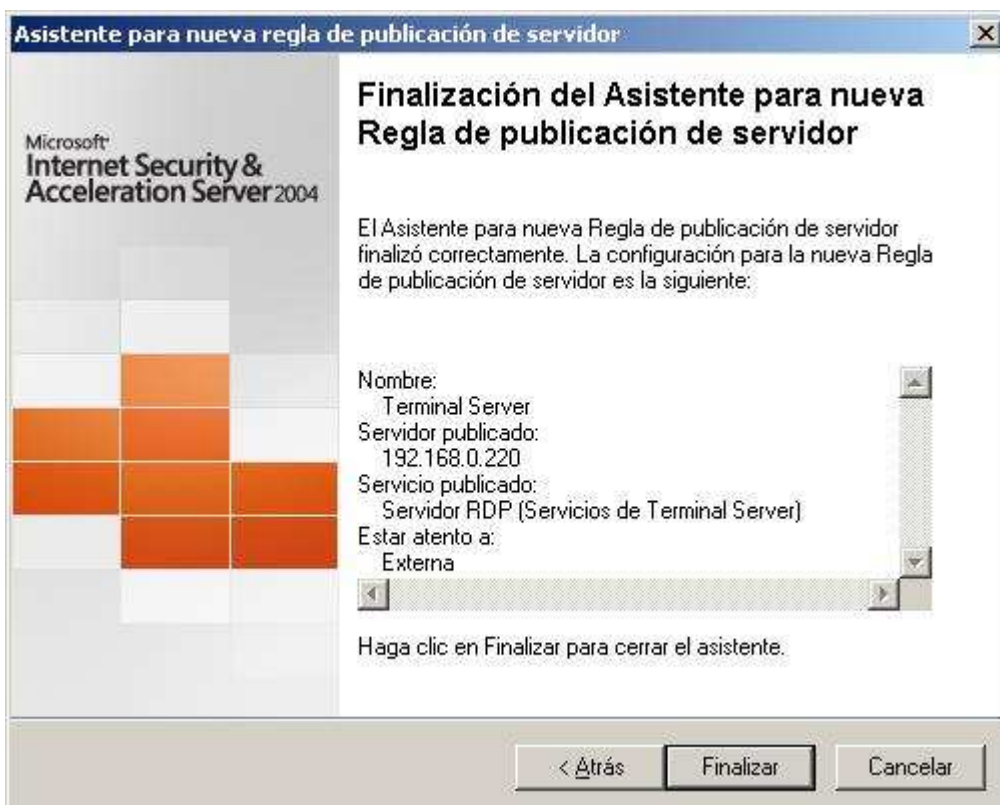 Asistente para nueva regla de publicación de servidor
Microsoft
Internet Security &
Acceleration Server 2004
Finalización del Asistente para nueva
Regla de publicación de servidor
El Asistente para nueva Regla de publicación de servidor
finalizó correctamente. La configuración para la nueva Regla
de publicación de servidor es la siguiente:
Nombre:
Terminal Server
Servidor publicado:
192.168.0.220
Servicio publicado:
Servidor RDP (Servicios de Terminal Server)
Estar atento a:
Externa
Haga clic en Finalizar para cerrar el asistente.
< Atrás
Finalizar
Cancelar